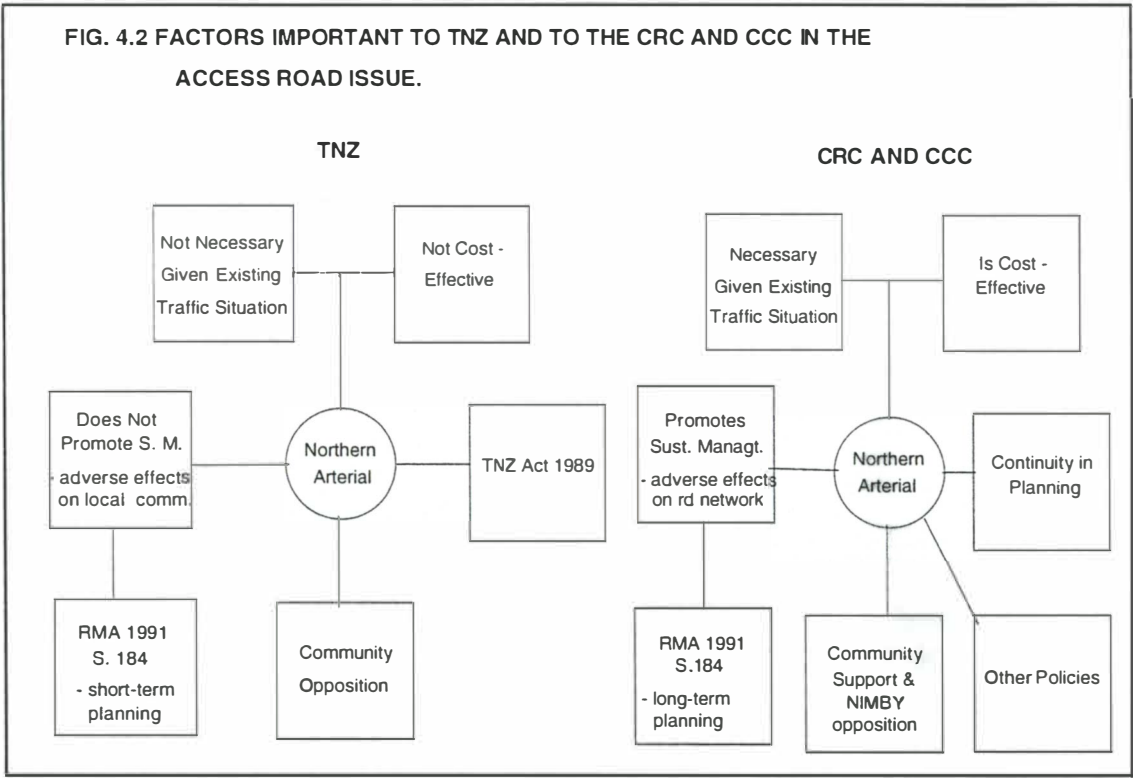 FIG. 4.2 FACTORS IMPORTANT TO TNZ AND TO THE CRC AND CCC IN THE
ACCESS ROAD ISSUE.
TNZ
Not Necessary
Given Existing
Traffic Situation
Not Cost -
Effective
Does Not
Promote S. M.
- adverse effects
on local comm.
Northern
Arterial
TNZ Act 1989
RMA 1991
S. 184
- short-term
planning
Community
Opposition
CRC AND CCC
Necessary
Given Existing
Traffic Situation
Is Cost -
Effective
Promotes
Sust. Managt.
- adverse effects
on rd network
Northern
Arterial
Continuity in
Planning
RMA 1991
S.184
- long-term
planning
Community
Support &
NIMBY
opposition
Other Policies